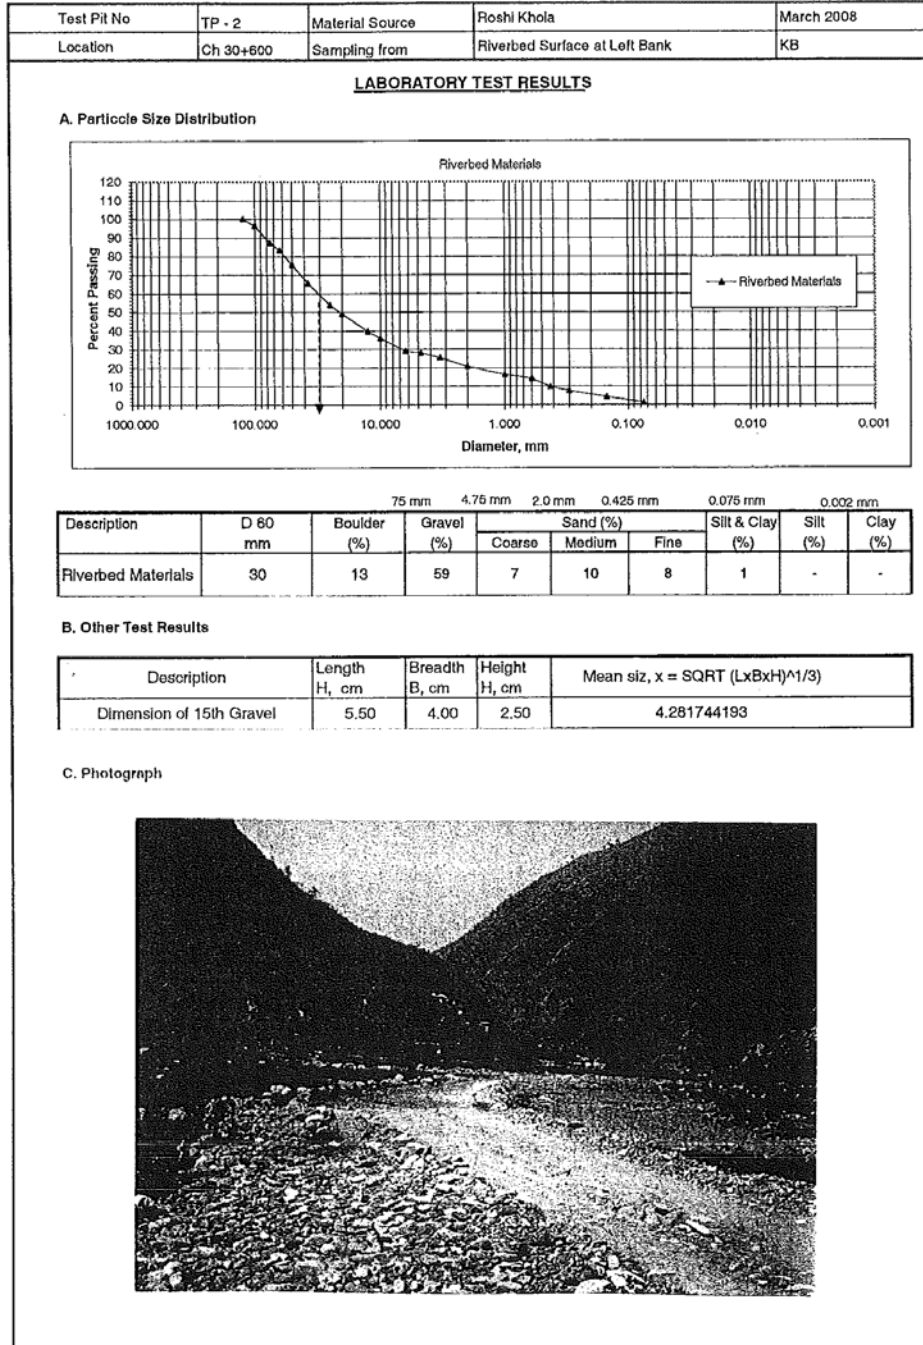 Test Pit No TP - 2 Material Source Roshi Khola March 2008
Location Ch 30+600 Sampling from Riverbed Surface at Left Bank KB
LABORATORY TEST RESULTS
A. Particcle Size Distribution
Riverbed Materials
120
110
100
90
80
70
60
50
40
30
20
10
0
Percent Passing
Riverbed Materials
1000.000 100.000 10.000 1.000 0.100 0.010 0.001
Diameter, mm
75 mm 4.75 mm 2.0 mm 0.425 mm 0.075 mm 0.002 mm
Description D 60 Boulder Gravel Sand (%) Silt & Clay Silt Clay
mm (%) (%) Coarse Medium Fine (%) (%) (%)
Riverbed Materials 30 13 59 7 10 8 1 - -
B. Other Test Results
Description Length Breadth Height Mean siz, x = SQRT (LxBxH)^1/3)
H, cm B, cm H, cm
Dimension of 15th Gravel 5.50 4.00 2.50 4.281744193
C. Photograph